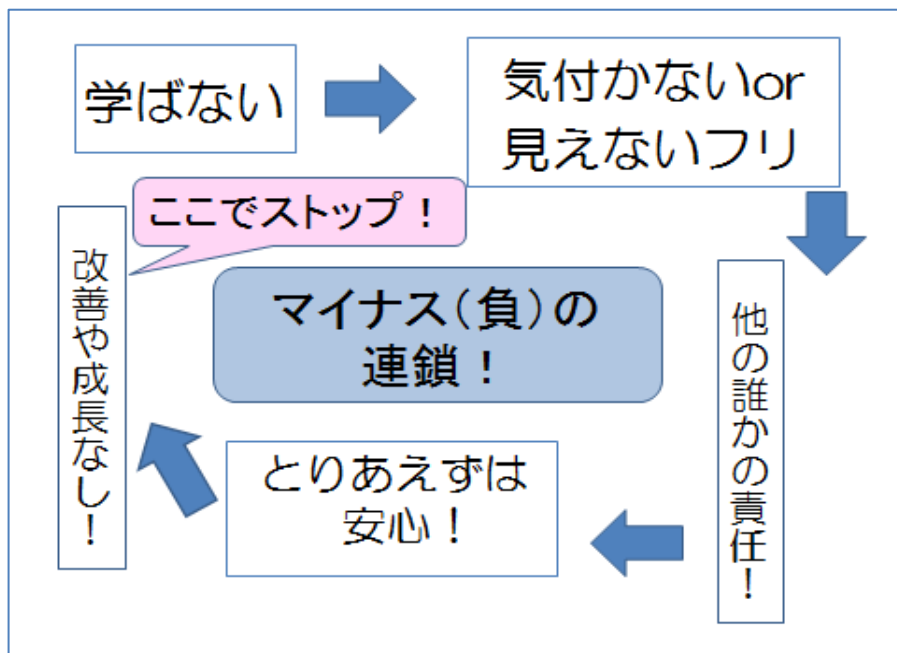 学ばない
気付かないor
見えないフリ
ここでストップ！
マイナス（負）の
連鎖！
他の誰かの責任！
とりあえずは
安心！
改善や成長なし！